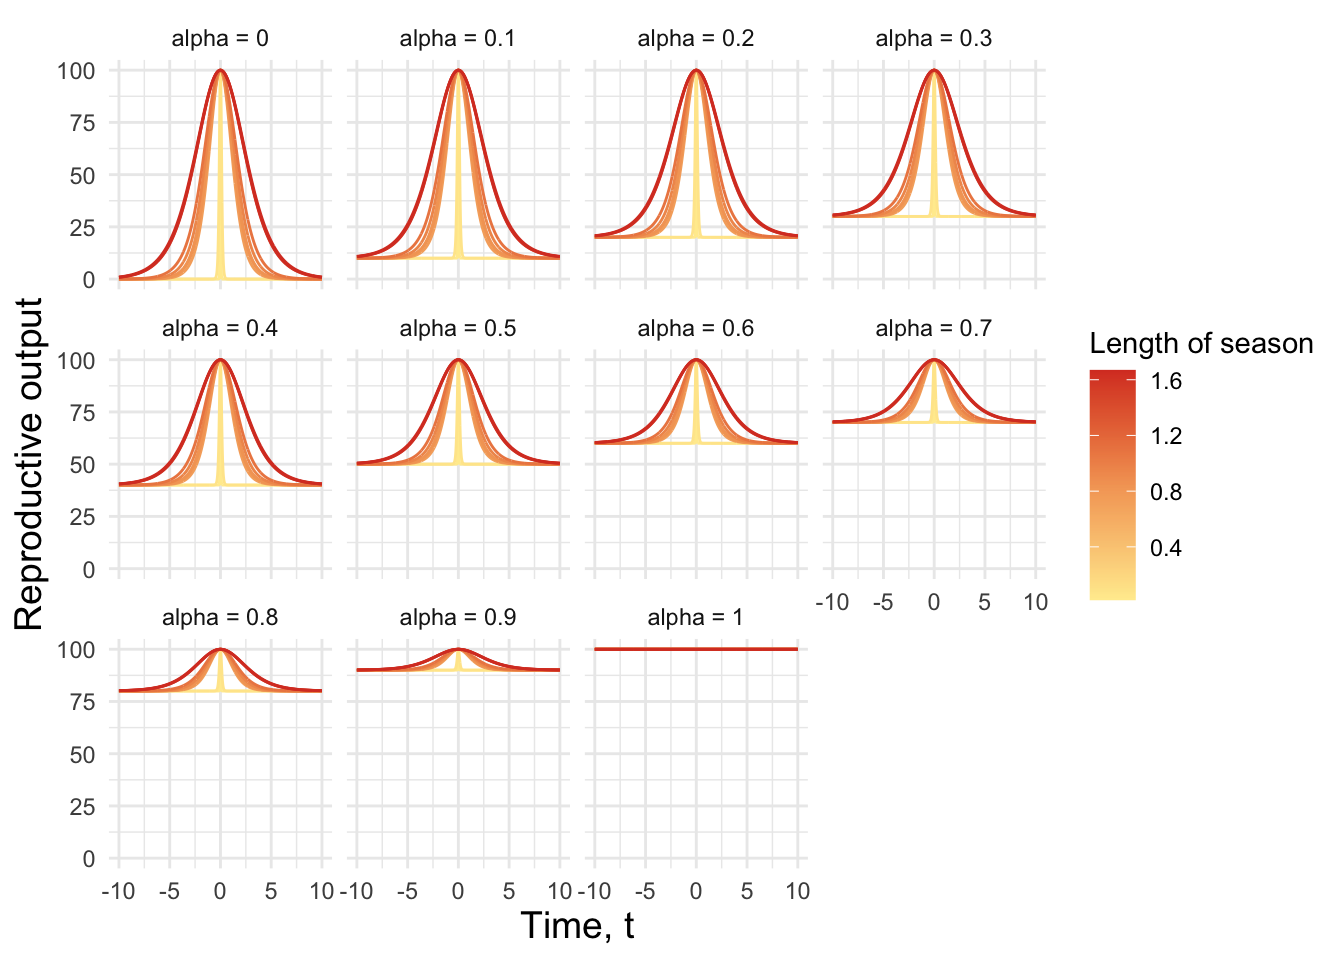 alpha = 0 alpha = 0.1 alpha = 0.2 alpha = 0.3
100
75
50
25
0
alpha = 0.4 alpha = 0.5 alpha = 0.6 alpha = 0.7
100
75
50
25
0
-10 -5 0 5 10
alpha = 0.8 alpha = 0.9 alpha = 1
100
75
50
25
0
-10 -5 0 5 10 -10 -5 0 5 10 -10 -5 0 5 10
Time, t
Reproductive output
Length of season
1.6
1.2
0.8
0.4